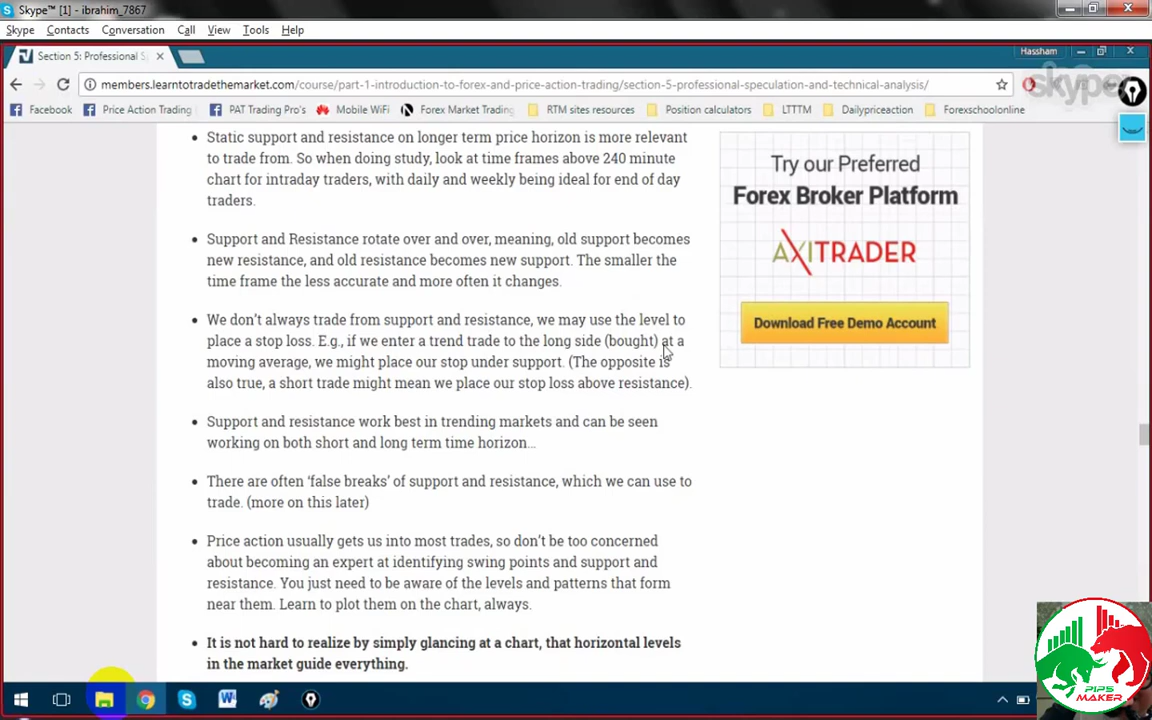 Skype™ [1] - ibrahim_7867
Skype Contacts Conversation Call View Tools Help
Section 5: Professional S
Hassham
members.learntotradethemarket.com/course/part-1-introduction-to-forex-and-price-action-trading/section-5-professional-speculation-and-technical-analysis/
skype
Facebook Price Action Trading PAT Trading Pro's Mobile WiFi Forex Market Trading RTM sites resources Position calculators LTTTM Dailypriceaction Forexschoolonline
• Static support and resistance on longer term price horizon is more relevant
to trade from. So when doing study, look at time frames above 240 minute
chart for intraday traders, with daily and weekly being ideal for end of day
traders.
• Support and Resistance rotate over and over, meaning, old support becomes
new resistance, and old resistance becomes new support. The smaller the
time frame the less accurate and more often it changes.
• We don't always trade from support and resistance, we may use the level to
place a stop loss. E.g., if we enter a trend trade to the long side (bought) at a
moving average, we might place our stop under support. (The opposite is
also true, a short trade might mean we place our stop loss above resistance).
• Support and resistance work best in trending markets and can be seen
working on both short and long term time horizon...
• There are often 'false breaks' of support and resistance, which we can use to
trade. (more on this later)
• Price action usually gets us into most trades, so don't be too concerned
about becoming an expert at identifying swing points and support and
resistance. You just need to be aware of the levels and patterns that form
near them. Learn to plot them on the chart, always.
• It is not hard to realize by simply glancing at a chart, that horizontal levels
in the market guide everything.
Try our Preferred
Forex Broker Platform
AXITRADER
Download Free Demo Account
PIPS
MAKER